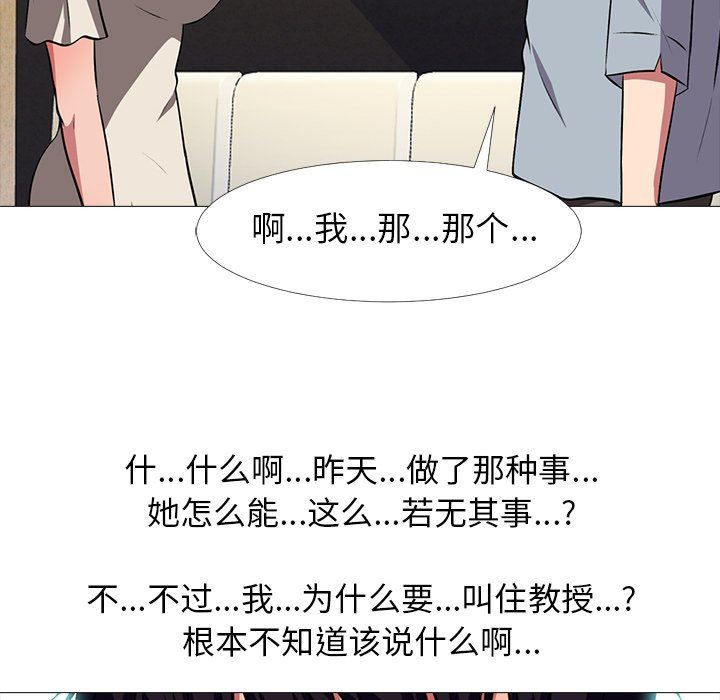 啊...我...那...那个...
什...什么啊...昨天...做了那种事...
她怎么能...这么...若无其事...?
不...不过...我...为什么要...叫住教授...?
根本不知道该说什么啊...